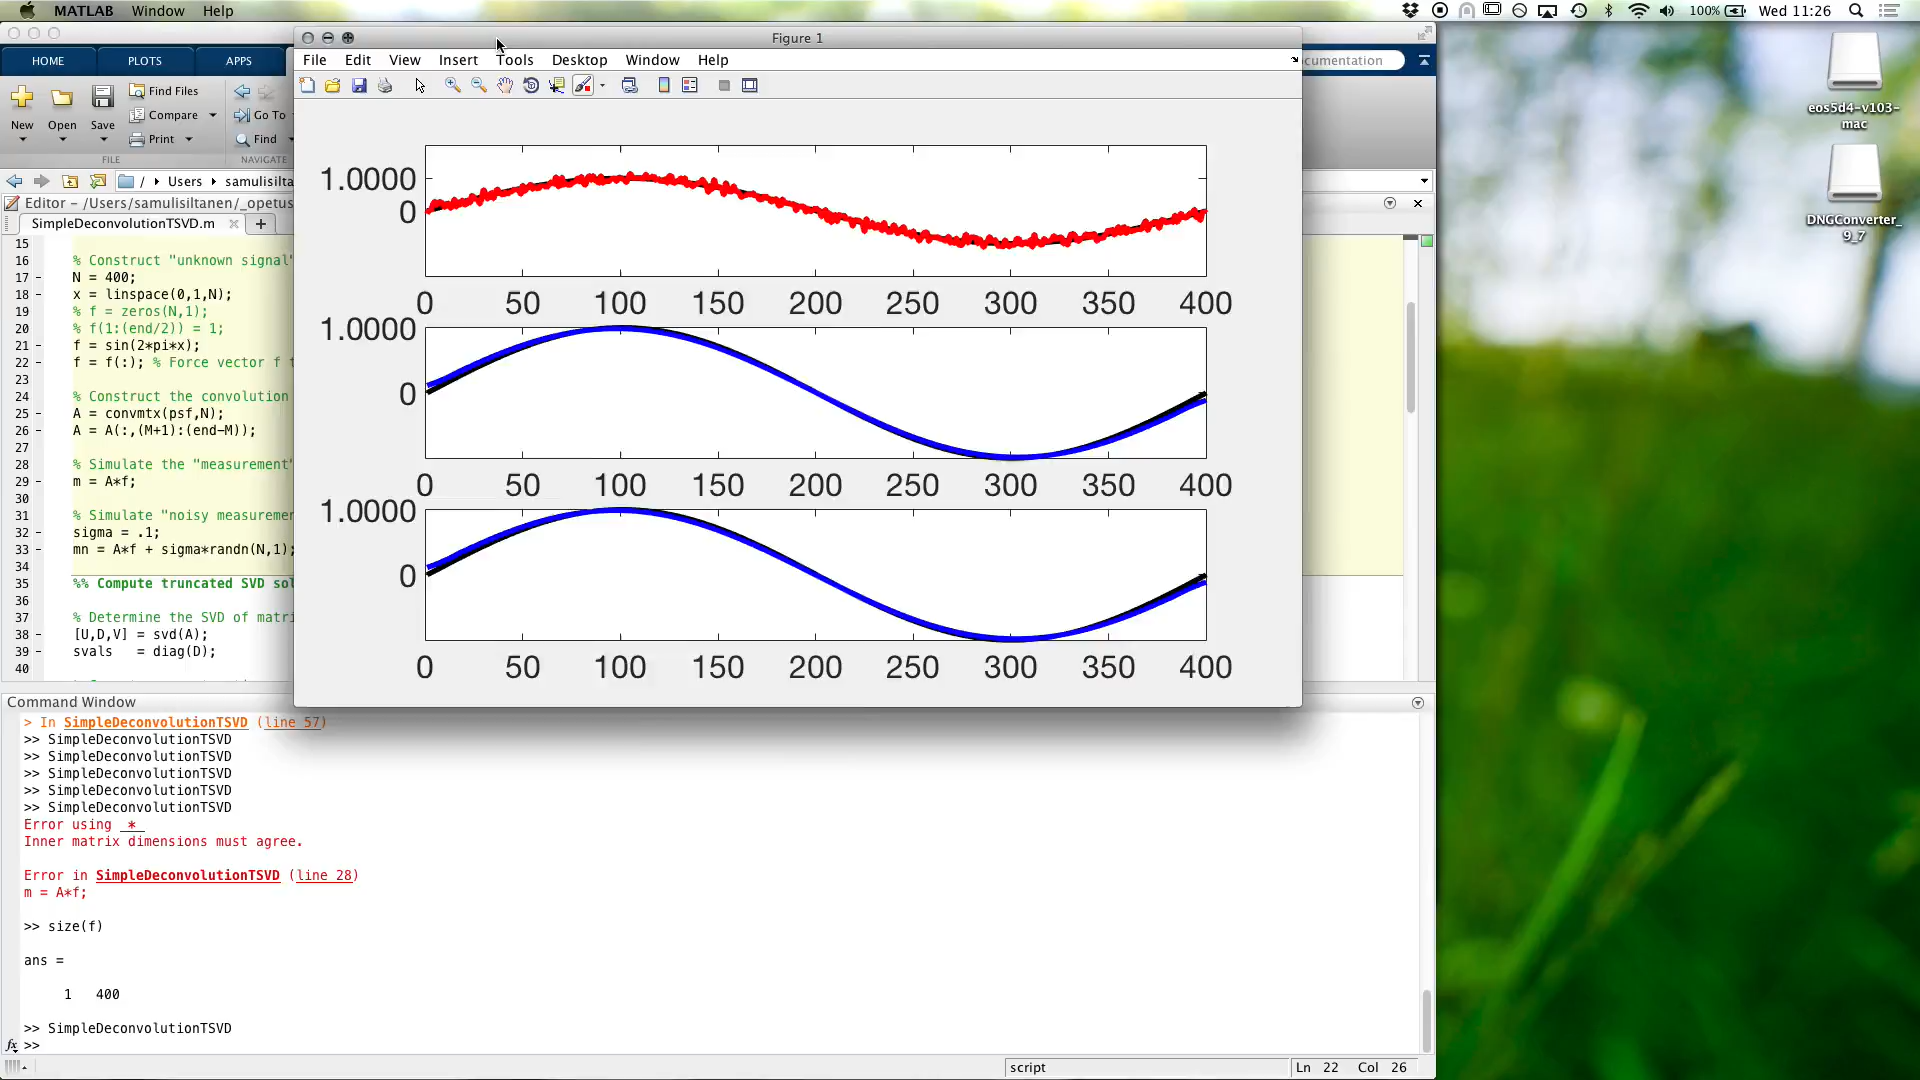 MATLAB Window Help
100% Wed 11:26
Figure 1
File Edit View Insert Tools Desktop Window Help
HOME PLOTS APPS
cumentation
New Open Save
Find Files
Compare
Print
Go To
Find
FILE NAVIGATE
/ Users samulisilta
Editor – /Users/samulisiltanen/_opetus
SimpleDeconvolutionTSVD.m
15
16 % Construct "unknown signal"
17 – N = 400;
18 – x = linspace(0,1,N);
19 % f = zeros(N,1);
20 % f(1:(end/2)) = 1;
21 – f = sin(2*pi*x);
22 – f = f(:); % Force vector f
23
24 % Construct the convolution
25 – A = convmtx(psf,N);
26 – A = A(:,(M+1):(end-M));
27
28 % Simulate the "measurement"
29 – m = A*f;
30
31 % Simulate "noisy measureme
32 – sigma = .1;
33 – mn = A*f + sigma*randn(N,1);
34
35 %% Compute truncated SVD sol
36
37 % Determine the SVD of matri
38 – [U,D,V] = svd(A);
39 – svals = diag(D);
40
1.0000
0
0 50 100 150 200 250 300 350 400
1.0000
0
0 50 100 150 200 250 300 350 400
1.0000
0
0 50 100 150 200 250 300 350 400
Command Window
> In SimpleDeconvolutionTSVD (line 57)
>> SimpleDeconvolutionTSVD
>> SimpleDeconvolutionTSVD
>> SimpleDeconvolutionTSVD
>> SimpleDeconvolutionTSVD
>> SimpleDeconvolutionTSVD
Error using *
Inner matrix dimensions must agree.
Error in SimpleDeconvolutionTSVD (line 28)
m = A*f;
>> size(f)
ans =
1 400
>> SimpleDeconvolutionTSVD
fx >>
script Ln 22 Col 26
eos5d4-v103-
mac
DNGConverter_
9_7